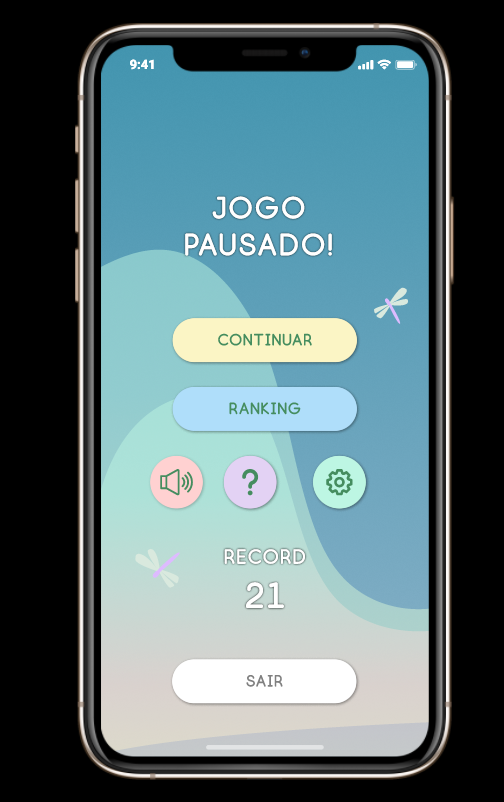 9:41
JOGO
PAUSADO!
CONTINUAR
RANKING
?
RECORD
21
SAIR